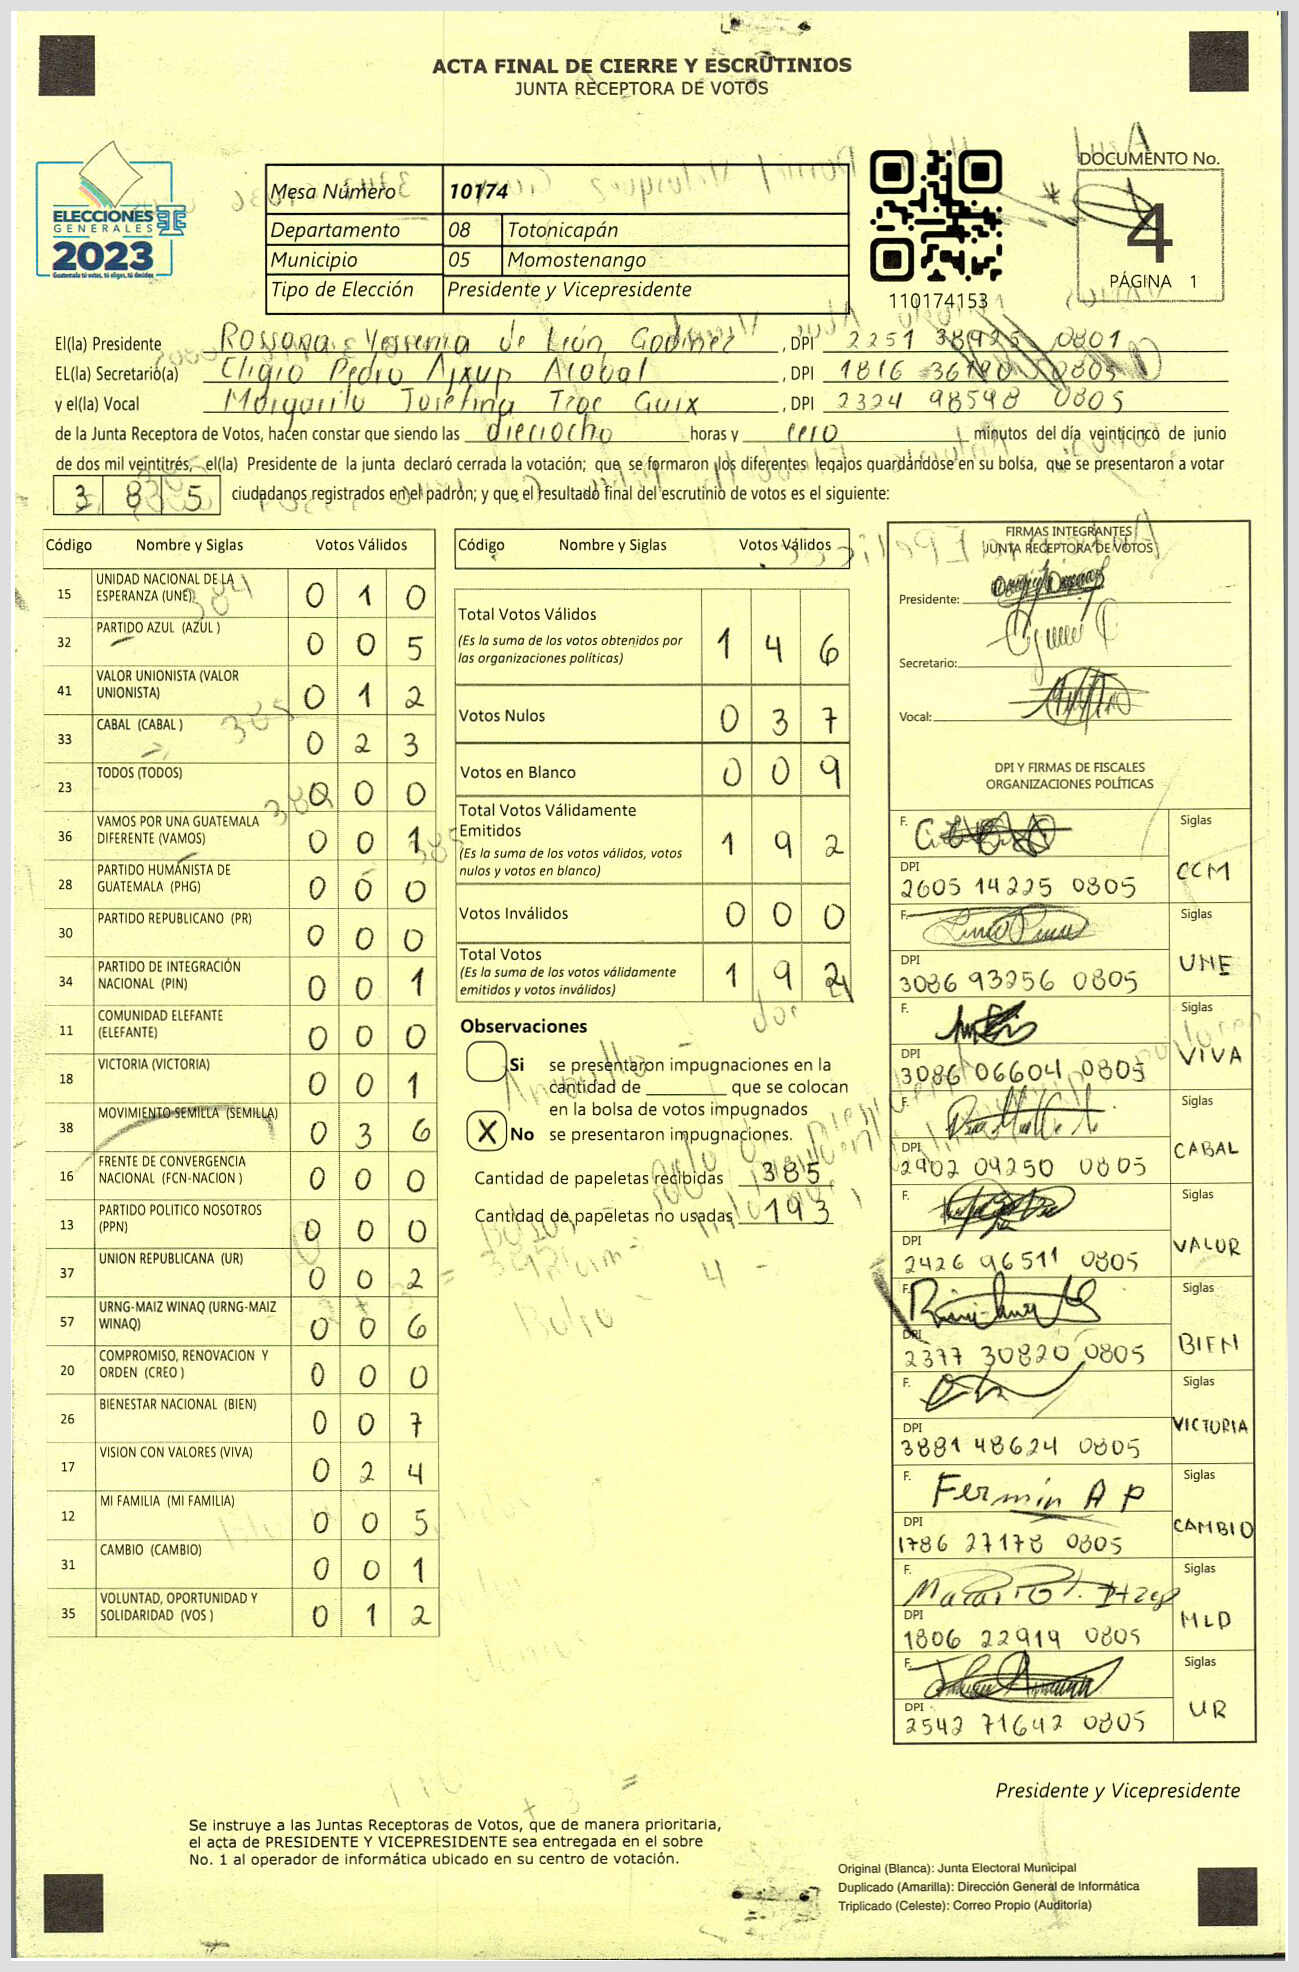 ACTA FINAL DE CIERRE Y ESCRUTINIOS
JUNTA RECEPTORA DE VOTOS
ELECCIONES
GENERALES
2023
Guatemala tú votas, tú eliges, tú decides
Mesa Número 10174
Departamento 08 Totonicapán
Municipio 05 Momostenango
Tipo de Elección Presidente y Vicepresidente
110174153
DOCUMENTO No.
4
PÁGINA 1
El(la) Presidente Rossana Yessenia de León Godinez , DPI 2251 38925 0801
EL(la) Secretario(a) Eligio Pedro Ajxup Acabal , DPI 1816 36190 0805
y el(la) Vocal Margarito Josefina Tzoc Guix , DPI 2324 98598 0805
de la Junta Receptora de Votos, hacen constar que siendo las dieciocho horas y cero minutos del día veinticinco de junio
de dos mil veintitrés, el(la) Presidente de la junta declaró cerrada la votación; que se formaron los diferentes legajos guardándose en su bolsa, que se presentaron a votar
3 8 5 ciudadanos registrados en el padrón; y que el resultado final del escrutinio de votos es el siguiente:
Código Nombre y Siglas Votos Válidos
15 UNIDAD NACIONAL DE LA ESPERANZA (UNE) 0 1 0
32 PARTIDO AZUL (AZUL ) 0 0 5
41 VALOR UNIONISTA (VALOR UNIONISTA) 0 1 2
33 CABAL (CABAL ) 0 2 3
23 TODOS (TODOS) 0 0 0
36 VAMOS POR UNA GUATEMALA DIFERENTE (VAMOS) 0 0 1
28 PARTIDO HUMANISTA DE GUATEMALA (PHG) 0 0 0
30 PARTIDO REPUBLICANO (PR) 0 0 0
34 PARTIDO DE INTEGRACIÓN NACIONAL (PIN) 0 0 1
11 COMUNIDAD ELEFANTE (ELEFANTE) 0 0 0
18 VICTORIA (VICTORIA) 0 0 1
38 MOVIMIENTO SEMILLA (SEMILLA) 0 3 6
16 FRENTE DE CONVERGENCIA NACIONAL (FCN-NACION ) 0 0 0
13 PARTIDO POLITICO NOSOTROS (PPN) 0 0 0
37 UNION REPUBLICANA (UR) 0 0 2
57 URNG-MAIZ WINAQ (URNG-MAIZ WINAQ) 0 0 6
20 COMPROMISO, RENOVACION Y ORDEN (CREO ) 0 0 0
26 BIENESTAR NACIONAL (BIEN) 0 0 7
17 VISION CON VALORES (VIVA) 0 2 4
12 MI FAMILIA (MI FAMILIA) 0 0 5
31 CAMBIO (CAMBIO) 0 0 1
35 VOLUNTAD, OPORTUNIDAD Y SOLIDARIDAD (VOS ) 0 1 2
Código Nombre y Siglas Votos Válidos
Total Votos Válidos 1 4 6
(Es la suma de los votos obtenidos por
las organizaciones políticas)
Votos Nulos 0 3 7
Votos en Blanco 0 0 9
Total Votos Válidamente
Emitidos 1 9 2
(Es la suma de los votos válidos, votos
nulos y votos en blanco)
Votos Inválidos 0 0 0
Total Votos 1 9 2
(Es la suma de los votos válidamente
emitidos y votos inválidos)
Observaciones
Si se presentaron impugnaciones en la
cantidad de ________ que se colocan
en la bolsa de votos impugnados
X No se presentaron impugnaciones.
Cantidad de papeletas recibidas 385
Cantidad de papeletas no usadas 193
FIRMAS INTEGRANTES
JUNTA RECEPTORA DE VOTOS
Presidente:
Secretario:
Vocal:
DPI Y FIRMAS DE FISCALES
ORGANIZACIONES POLÍTICAS
F. Siglas
DPI 2605 14225 0805 CCM
F. Siglas
DPI 3086 93256 0805 UNE
F. Siglas
DPI 3086 06604 0805 VIVA
F. Siglas
DPI 2902 09250 0805 CABAL
F. Siglas
DPI 2426 96511 0805 VALOR
F. Siglas
DPI 2377 30820 0805 BIEN
F. Siglas
DPI 3881 48624 0805 VICTORIA
F. Fermín A P Siglas
DPI 1786 27178 0805 CAMBIO
F. Siglas
DPI 1806 22919 0805 MLD
F. Siglas
DPI 2542 71642 0805 UR
Presidente y Vicepresidente
Se instruye a las Juntas Receptoras de Votos, que de manera prioritaria,
el acta de PRESIDENTE Y VICEPRESIDENTE sea entregada en el sobre
No. 1 al operador de informática ubicado en su centro de votación.
Original (Blanca): Junta Electoral Municipal
Duplicado (Amarilla): Dirección General de Informática
Triplicado (Celeste): Correo Propio (Auditoría)